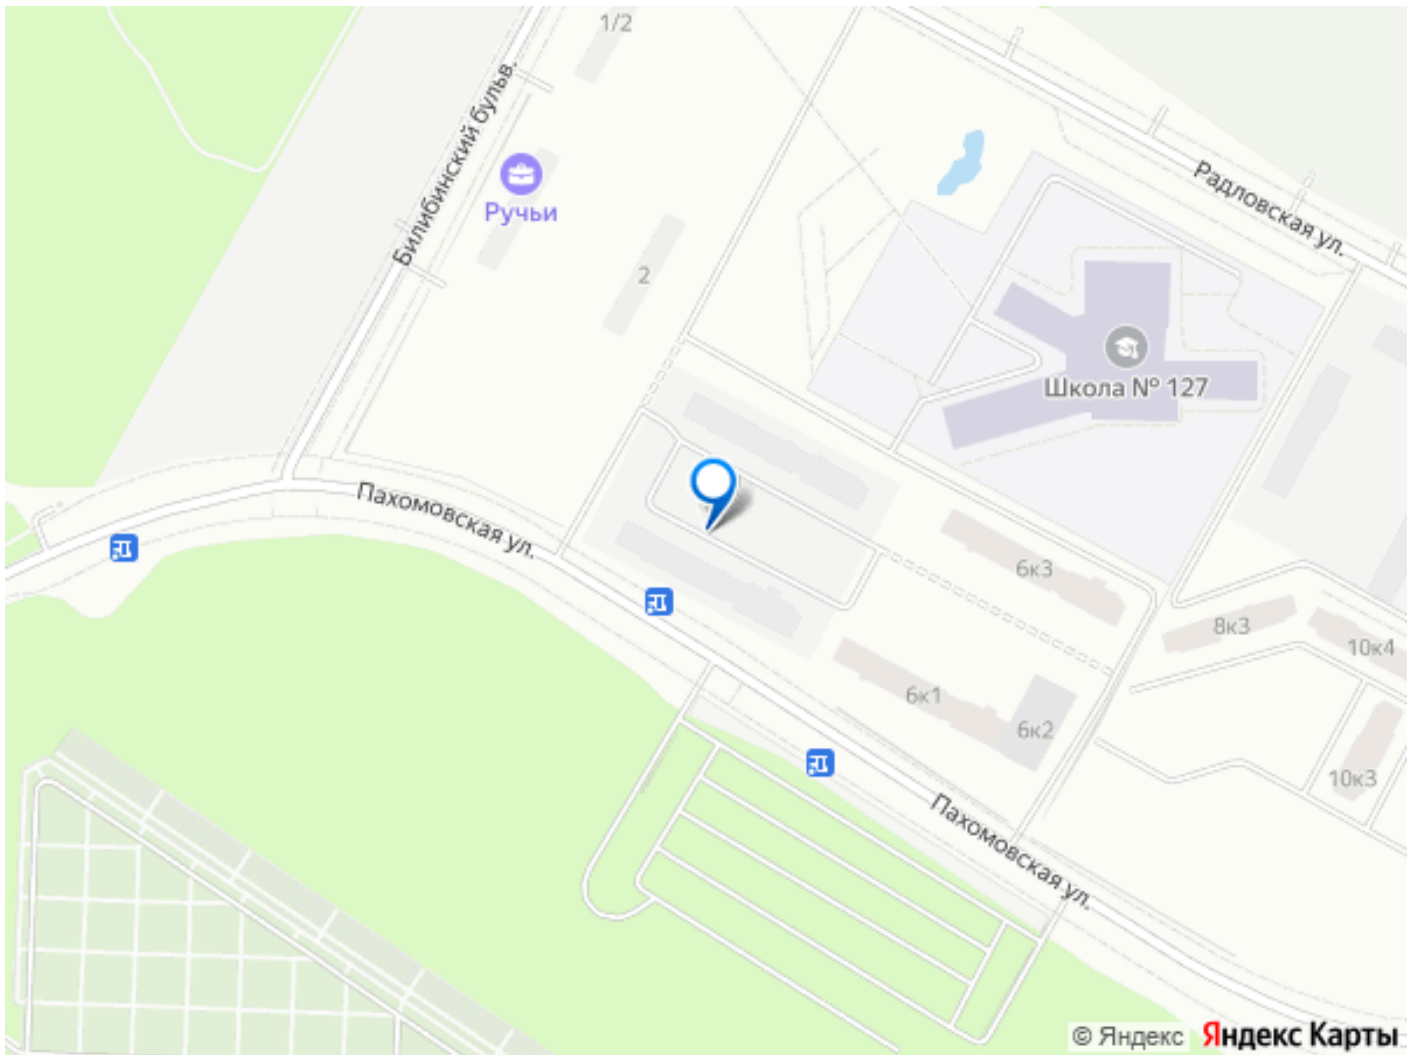 1/2
Билибинский бульв.
Ручьи
2
Радловская ул.
Школа № 127
Пахомовская ул.
6к3
8к3
10к4
6к1
6к2
10к3
Пахомовская ул.
© Яндекс Яндекс Карты